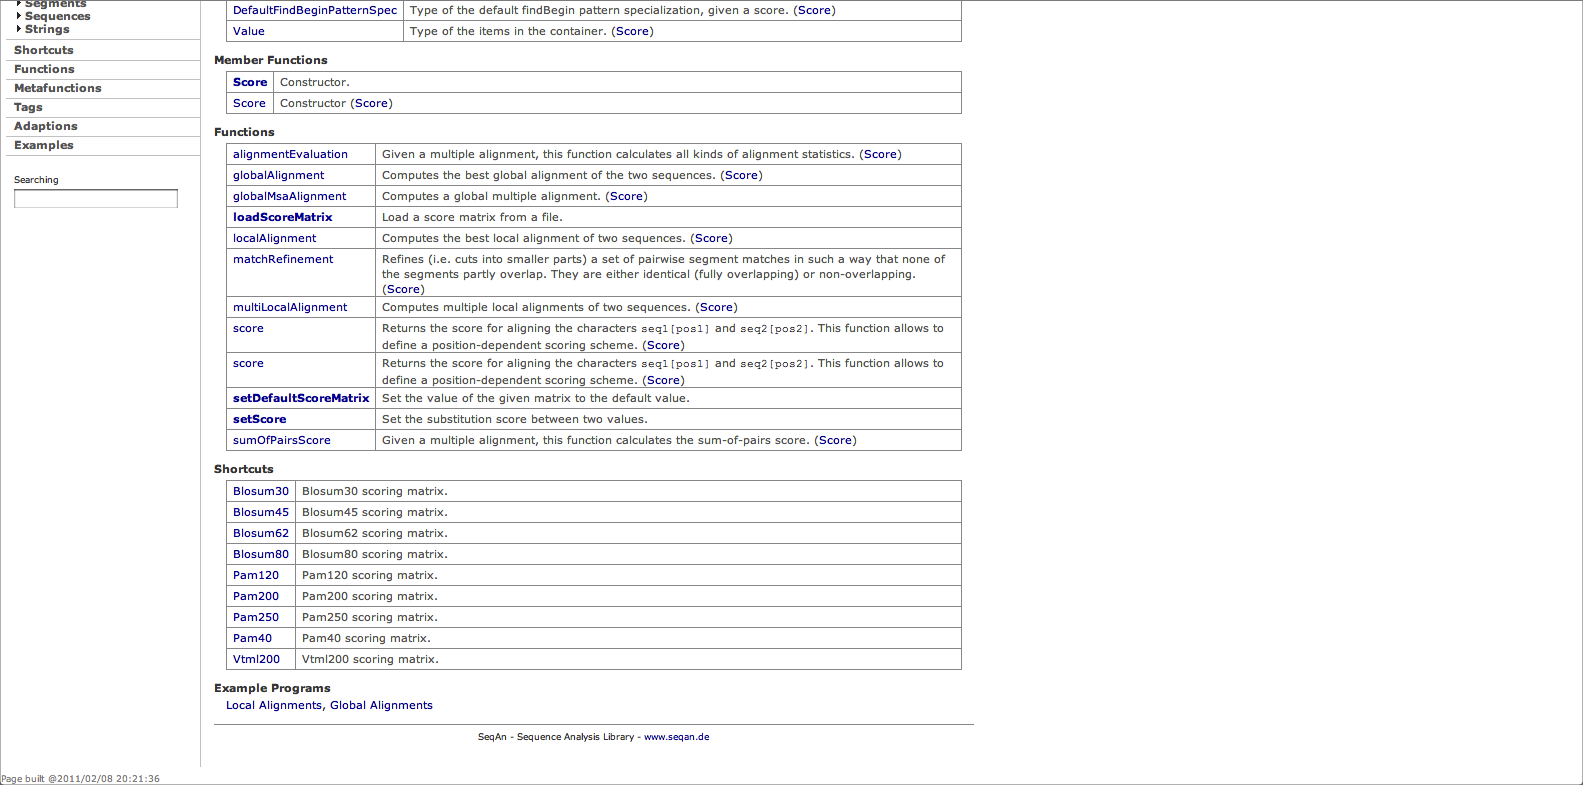 Segments
Sequences
Strings
Shortcuts
Functions
Metafunctions
Tags
Adaptions
Examples
Searching
DefaultFindBeginPatternSpec Type of the default findBegin pattern specialization, given a score. (Score)
Value Type of the items in the container. (Score)
Member Functions
Score Constructor.
Score Constructor (Score)
Functions
alignmentEvaluation Given a multiple alignment, this function calculates all kinds of alignment statistics. (Score)
globalAlignment Computes the best global alignment of the two sequences. (Score)
globalMsaAlignment Computes a global multiple alignment. (Score)
loadScoreMatrix Load a score matrix from a file.
localAlignment Computes the best local alignment of two sequences. (Score)
matchRefinement Refines (i.e. cuts into smaller parts) a set of pairwise segment matches in such a way that none of
the segments partly overlap. They are either identical (fully overlapping) or non-overlapping.
(Score)
multiLocalAlignment Computes multiple local alignments of two sequences. (Score)
score Returns the score for aligning the characters seq1[pos1] and seq2[pos2]. This function allows to
define a position-dependent scoring scheme. (Score)
score Returns the score for aligning the characters seq1[pos1] and seq2[pos2]. This function allows to
define a position-dependent scoring scheme. (Score)
setDefaultScoreMatrix Set the value of the given matrix to the default value.
setScore Set the substitution score between two values.
sumOfPairsScore Given a multiple alignment, this function calculates the sum-of-pairs score. (Score)
Shortcuts
Blosum30 Blosum30 scoring matrix.
Blosum45 Blosum45 scoring matrix.
Blosum62 Blosum62 scoring matrix.
Blosum80 Blosum80 scoring matrix.
Pam120 Pam120 scoring matrix.
Pam200 Pam200 scoring matrix.
Pam250 Pam250 scoring matrix.
Pam40 Pam40 scoring matrix.
Vtml200 Vtml200 scoring matrix.
Example Programs
Local Alignments, Global Alignments
SeqAn - Sequence Analysis Library - www.seqan.de
Page built @2011/02/08 20:21:36